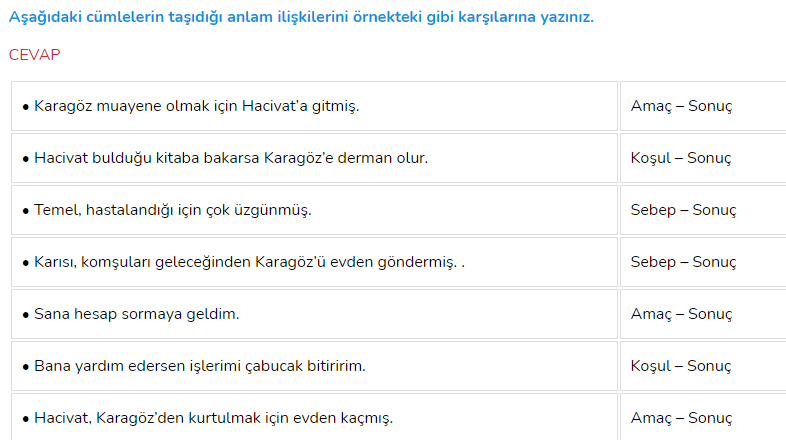 Aşağıdaki cümlelerin taşıdığı anlam ilişkilerini örnekteki gibi karşılarına yazınız.
CEVAP
• Karagöz muayene olmak için Hacivat’a gitmiş. Amaç – Sonuç
• Hacivat bulduğu kitaba bakarsa Karagöz’e derman olur. Koşul – Sonuç
• Temel, hastalandığı için çok üzgünmüş. Sebep – Sonuç
• Karısı, komşuları geleceğinden Karagöz’ü evden göndermiş. . Sebep – Sonuç
• Sana hesap sormaya geldim. Amaç – Sonuç
• Bana yardım edersen işlerimi çabucak bitiririm. Koşul – Sonuç
• Hacivat, Karagöz’den kurtulmak için evden kaçmış. Amaç – Sonuç